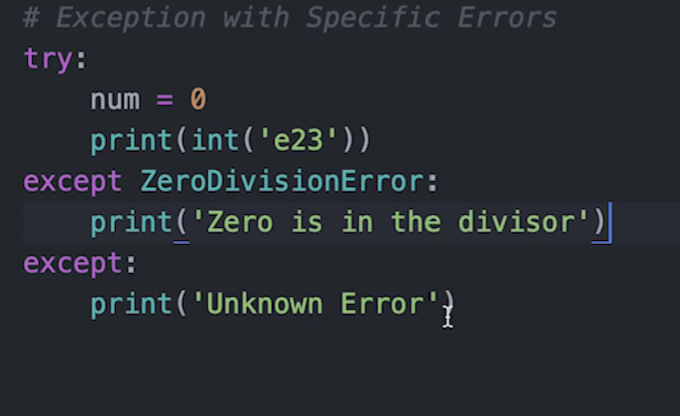 # Exception with Specific Errors
try:
    num = 0
    print(int('e23'))
except ZeroDivisionError:
    print('Zero is in the divisor')
except:
    print('Unknown Error')